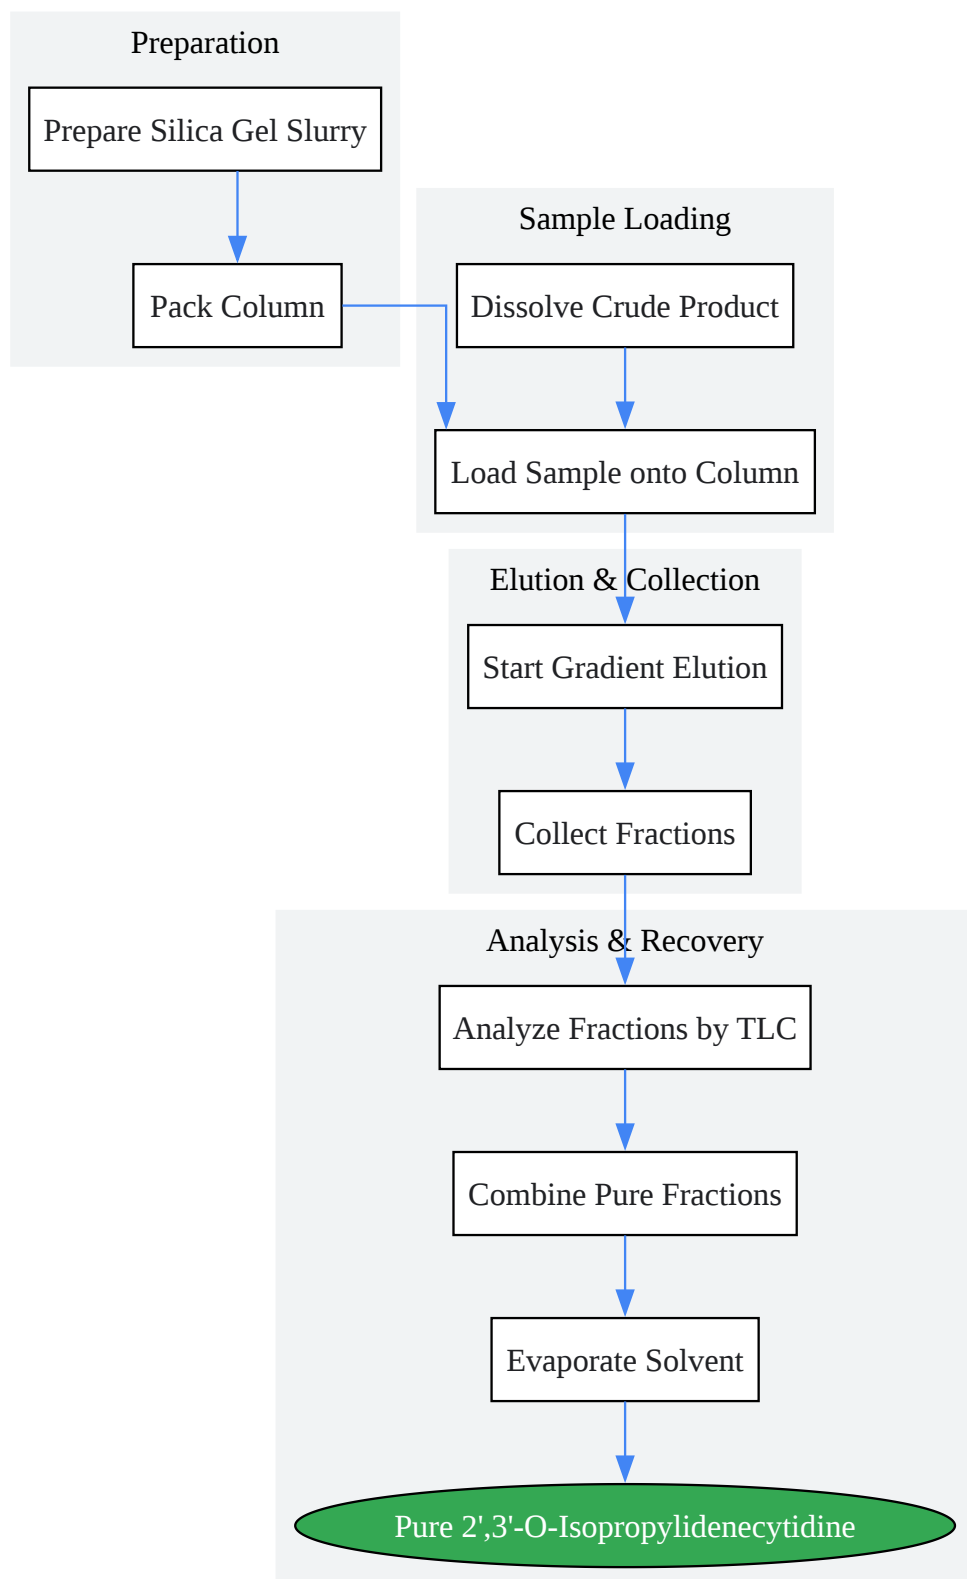 Preparation
Prepare Silica Gel Slurry
Pack Column
Sample Loading
Dissolve Crude Product
Load Sample onto Column
Elution & Collection
Start Gradient Elution
Collect Fractions
Analysis & Recovery
Analyze Fractions by TLC
Combine Pure Fractions
Evaporate Solvent
Pure 2',3'-O-Isopropylidenecytidine